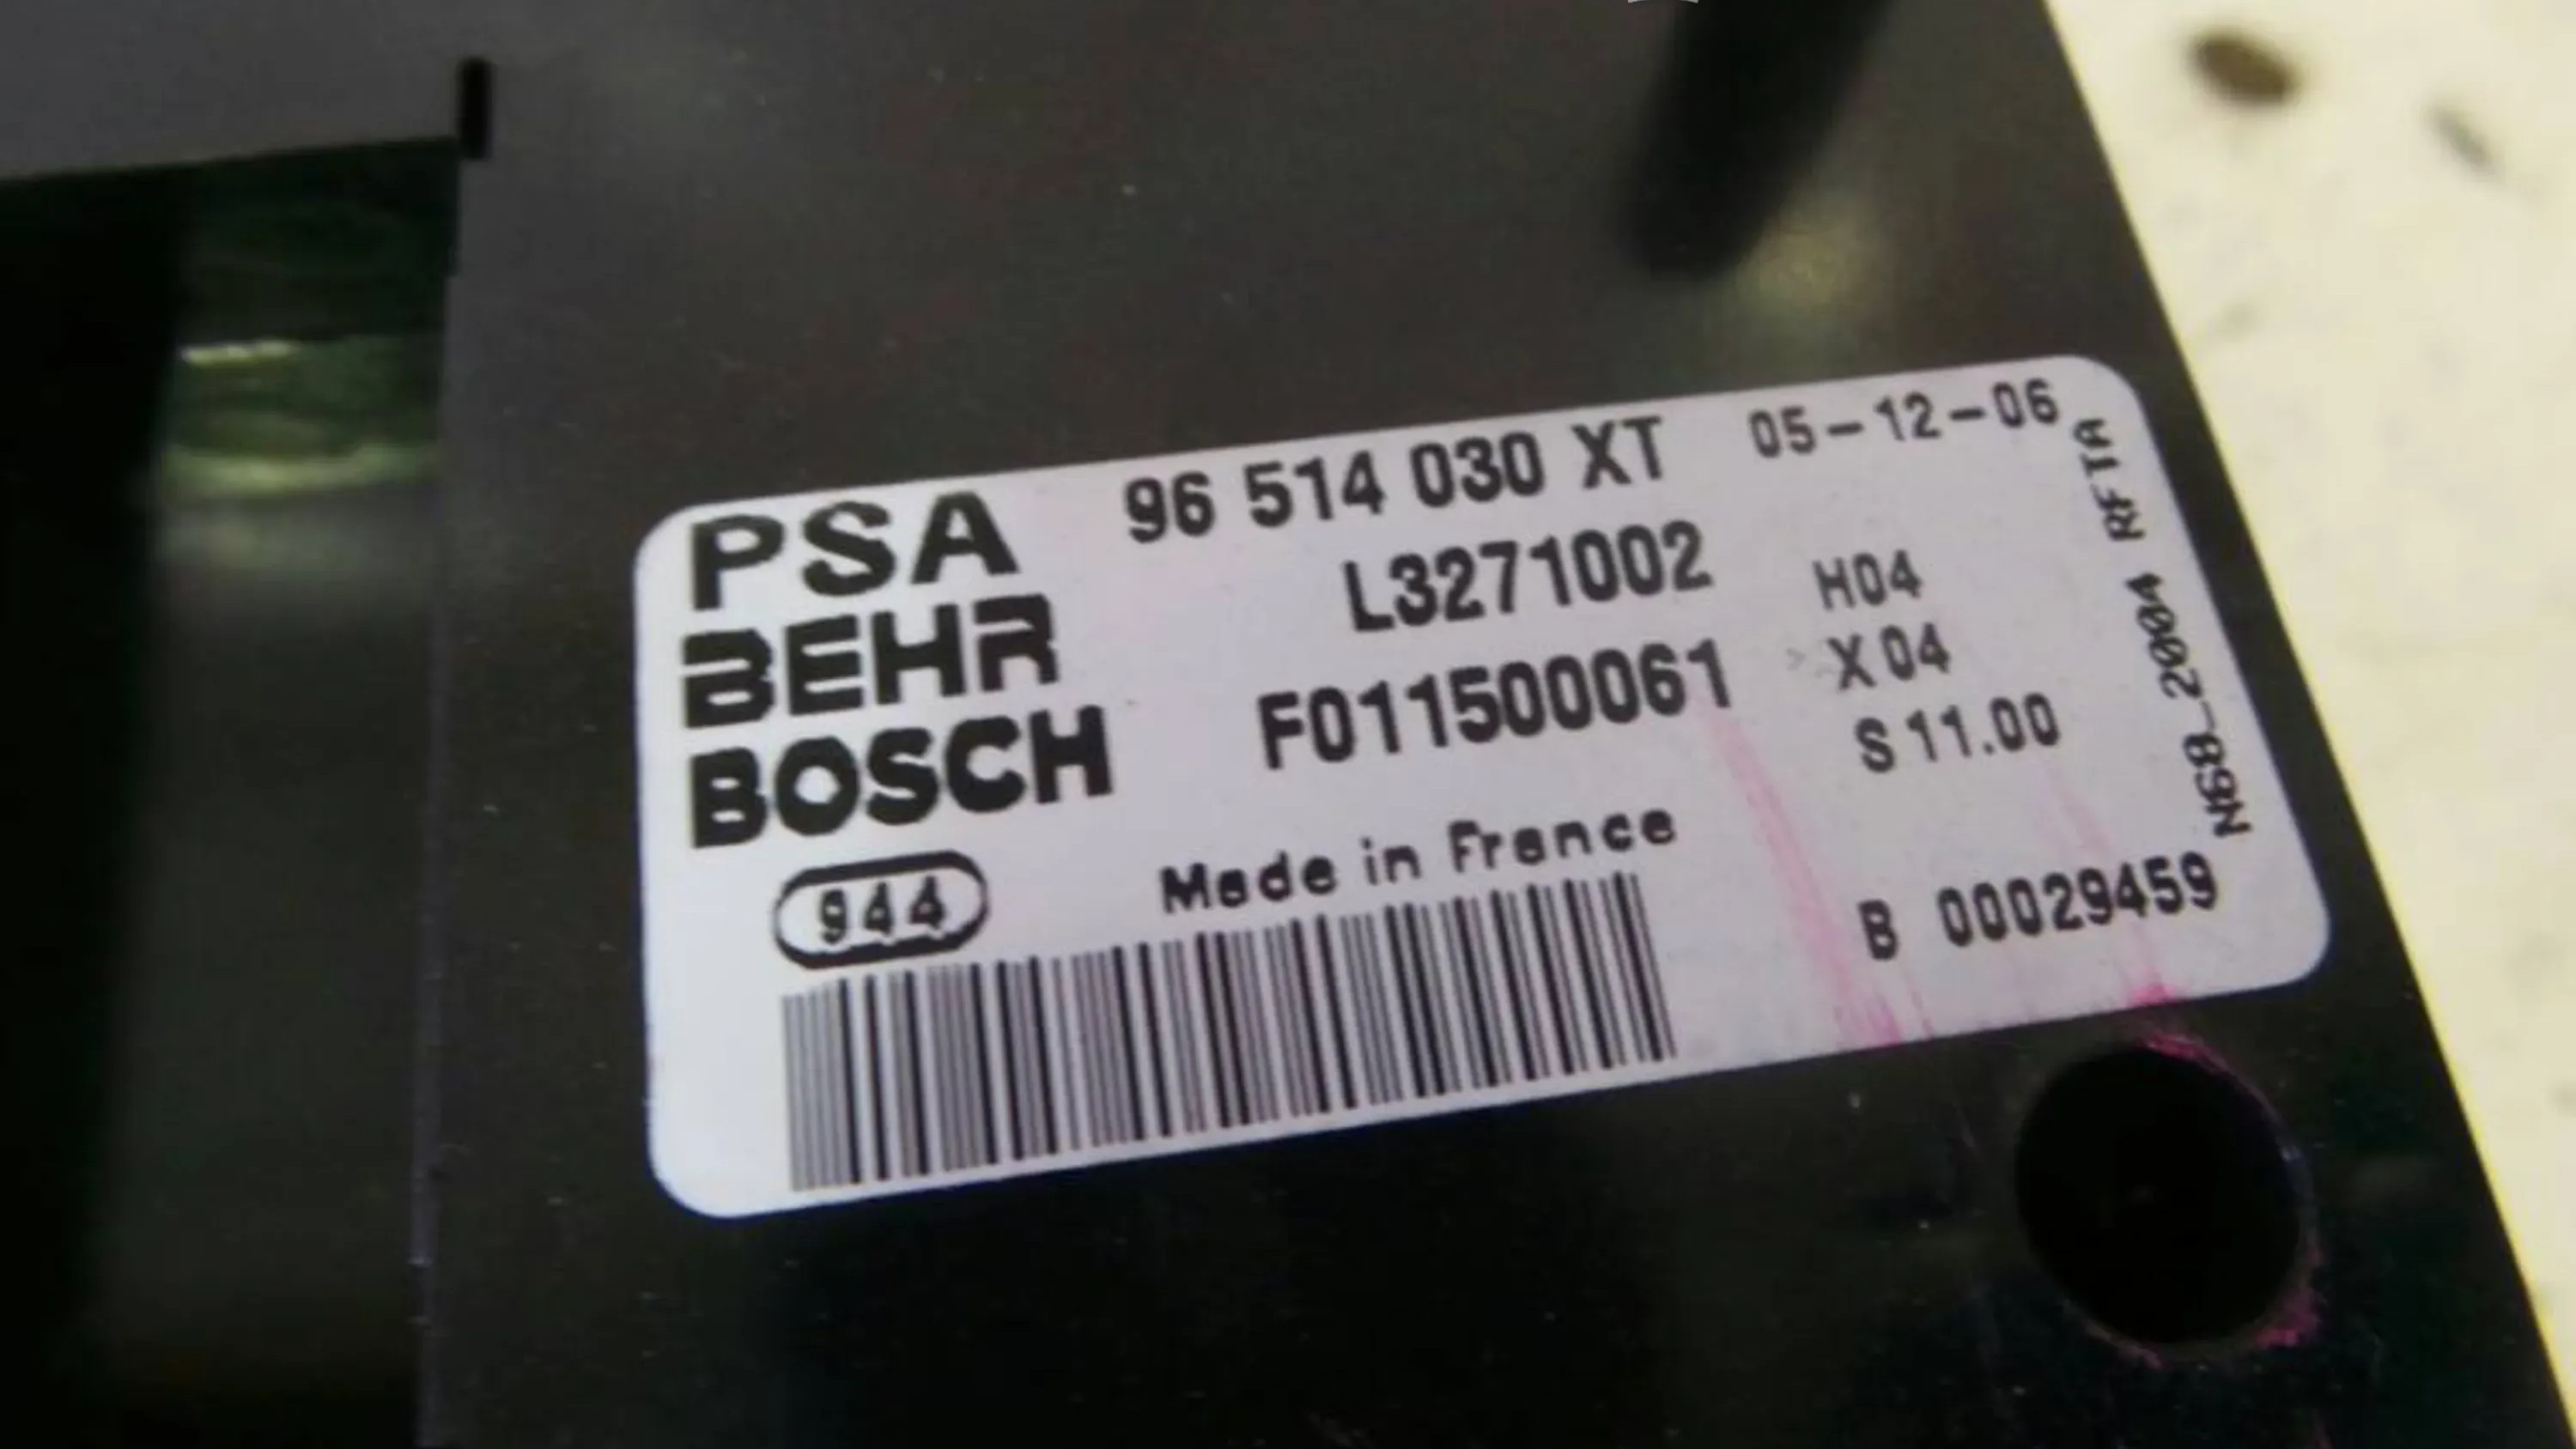 PSA 96 514 030 XT 05-12-06
BEHR L3271002 H04
BOSCH F011500061 X04
S 11.00
944 Made in France
B 00029459
N68_2004 RFTA